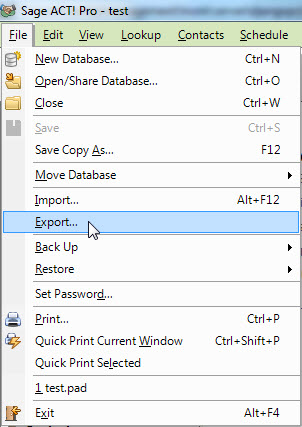 Sage ACT! Pro - test
File Edit View Lookup Contacts Schedule
New Database... Ctrl+N
Open/Share Database... Ctrl+O
Close Ctrl+W
Save Ctrl+S
Save Copy As... F12
Move Database
Import... Alt+F12
Export...
Back Up
Restore
Set Password...
Print... Ctrl+P
Quick Print Current Window Ctrl+Shift+P
Quick Print Selected
1 test.pad
Exit Alt+F4